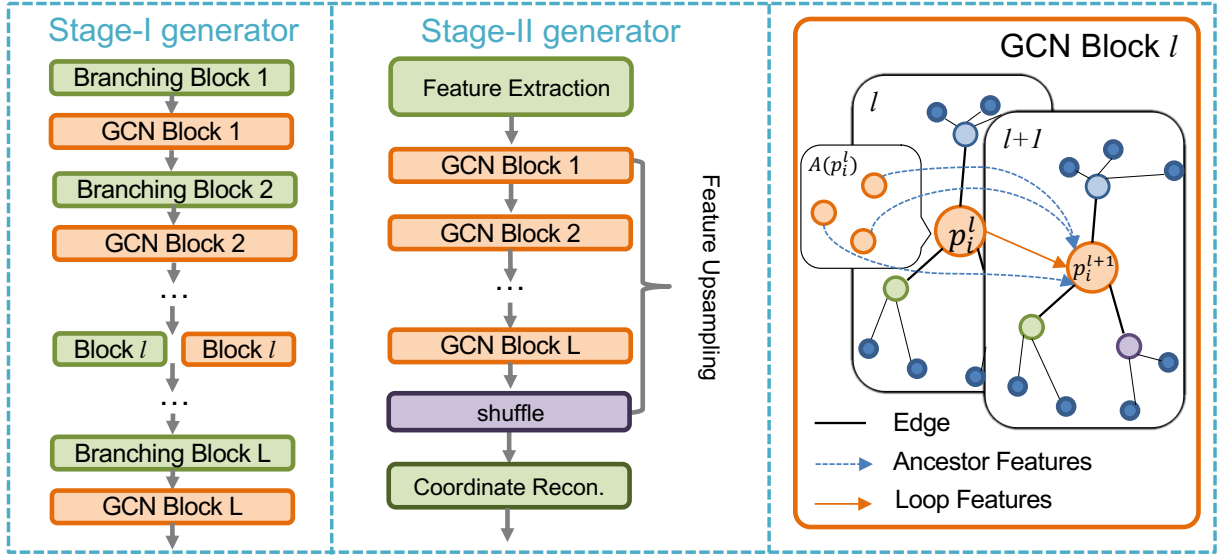 Stage-I generator
Branching Block 1
GCN Block 1
Branching Block 2
GCN Block 2
...
Block l
Block l
...
Branching Block L
GCN Block L
Stage-II generator
Feature Extraction
GCN Block 1
GCN Block 2
...
GCN Block L
shuffle
Coordinate Recon.
Feature Upsampling
GCN Block l
l
l+1
A(p_i^l)
p_i^l
p_i^{l+1}
Edge
Ancestor Features
Loop Features